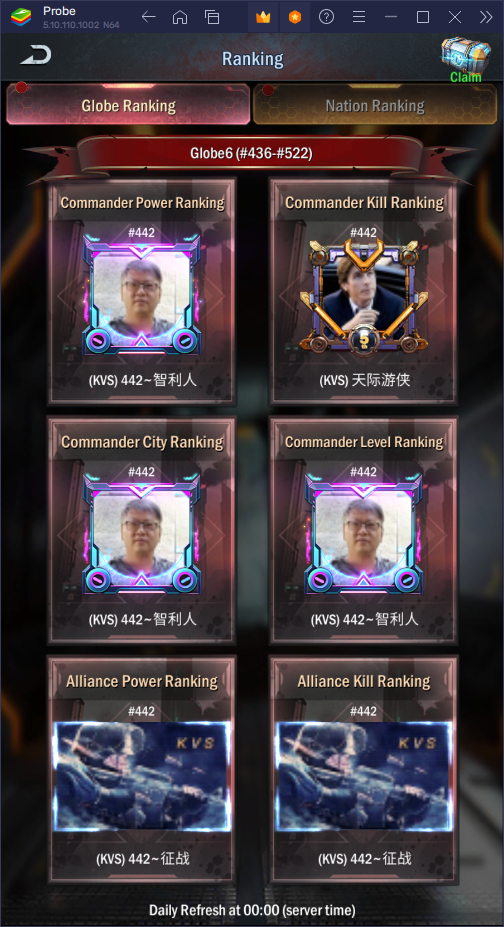 Probe
5.10.110.1002 N64
Ranking
Claim
Globe Ranking
Nation Ranking
Globe6 (#436-#522)
Commander Power Ranking
Commander Kill Ranking
#442
#442
(KVS) 442~智利人
(KVS) 天际游侠
Commander City Ranking
Commander Level Ranking
#442
#442
(KVS) 442~智利人
(KVS) 442~智利人
Alliance Power Ranking
Alliance Kill Ranking
#442
#442
KVS
KVS
(KVS) 442~征战
(KVS) 442~征战
Daily Refresh at 00:00 (server time)